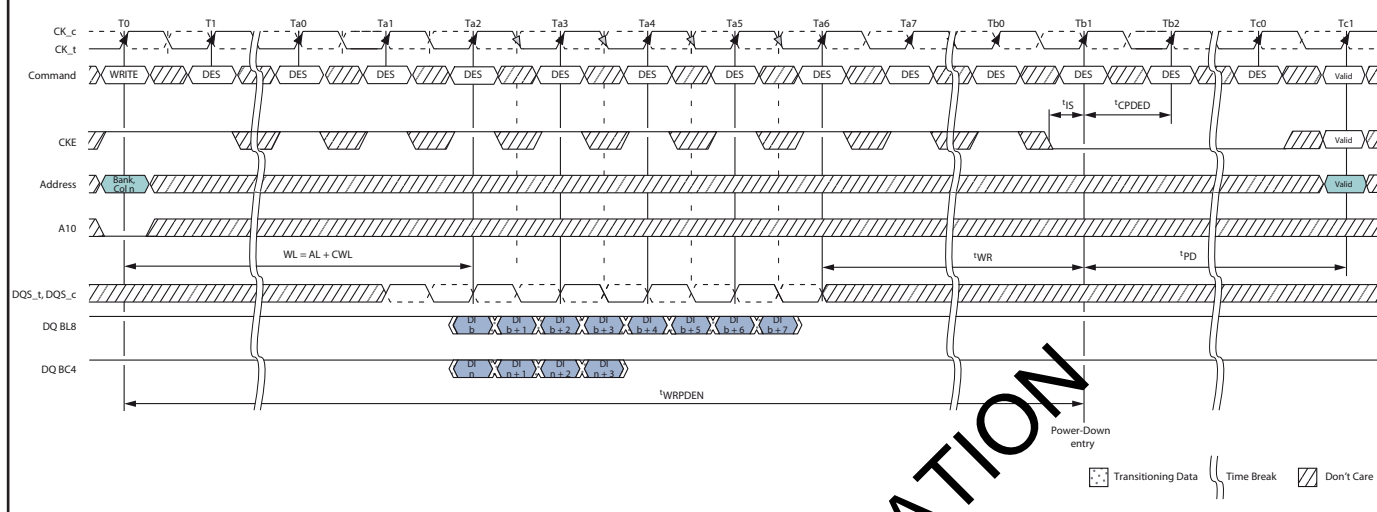 T0 T1 Ta0 Ta1 Ta2 Ta3 Ta4 Ta5 Ta6 Ta7 Tb0 Tb1 Tb2 Tc0 Tc1
CK_c
CK_t
Command WRITE DES DES DES DES DES DES DES DES DES DES DES DES DES Valid
tIS tCPDED
CKE Valid
Address Bank, Col n Valid
A10
WL = AL + CWL tWR tPD
DQS_t, DQS_c
DQ BL8 DI b DI b + 1 DI b + 2 DI b + 3 DI b + 4 DI b + 5 DI b + 6 DI b + 7
DQ BC4 DI n DI n + 1 DI n + 2 DI n + 3
tWRPDEN
Power-Down
entry
Transitioning Data Time Break Don't Care
ATION